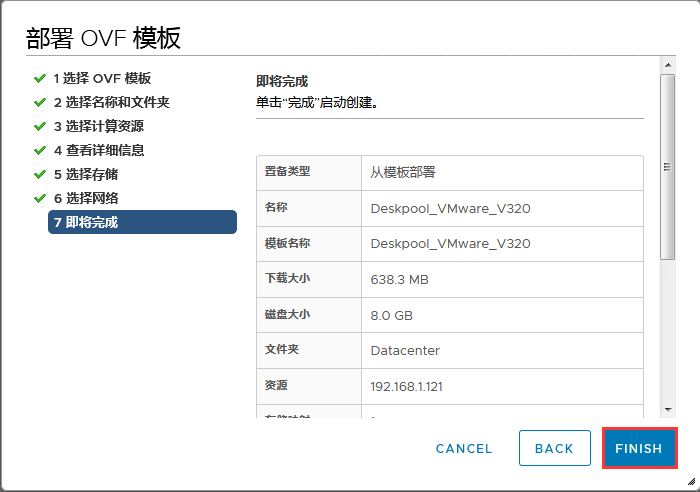 部署 OVF 模板
1 选择 OVF 模板
2 选择名称和文件夹
3 选择计算资源
4 查看详细信息
5 选择存储
6 选择网络
7 即将完成
即将完成
单击“完成”启动创建。
置备类型 从模板部署
名称 Deskpool_VMware_V320
模板名称 Deskpool_VMware_V320
下载大小 638.3 MB
磁盘大小 8.0 GB
文件夹 Datacenter
资源 192.168.1.121
CANCEL BACK FINISH